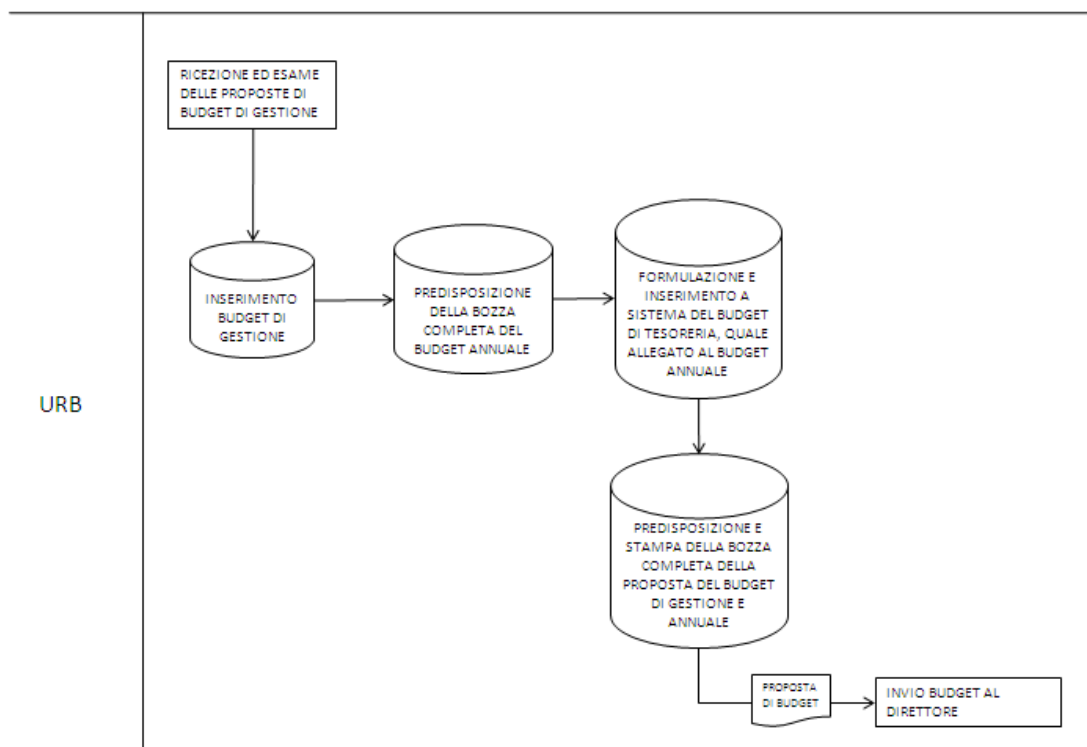 RICEZIONE ED ESAME
DELLE PROPOSTE DI
BUDGET DI GESTIONE
INSERIMENTO
BUDGET DI
GESTIONE
PREDISPOSIZIONE
DELLA BOZZA
COMPLETA DEL
BUDGET ANNUALE
FORMULAZIONE E
INSERIMENTO A
SISTEMA DEL BUDGET
DI TESORERIA, QUALE
ALLEGATO AL BUDGET
ANNUALE
URB
PREDISPOSIZIONE E
STAMPA DELLA BOZZA
COMPLETA DELLA
PROPOSTA DEL BUDGET
DI GESTIONE E
ANNUALE
PROPOSTA
DI BUDGET
INVIO BUDGET AL
DIRETTORE